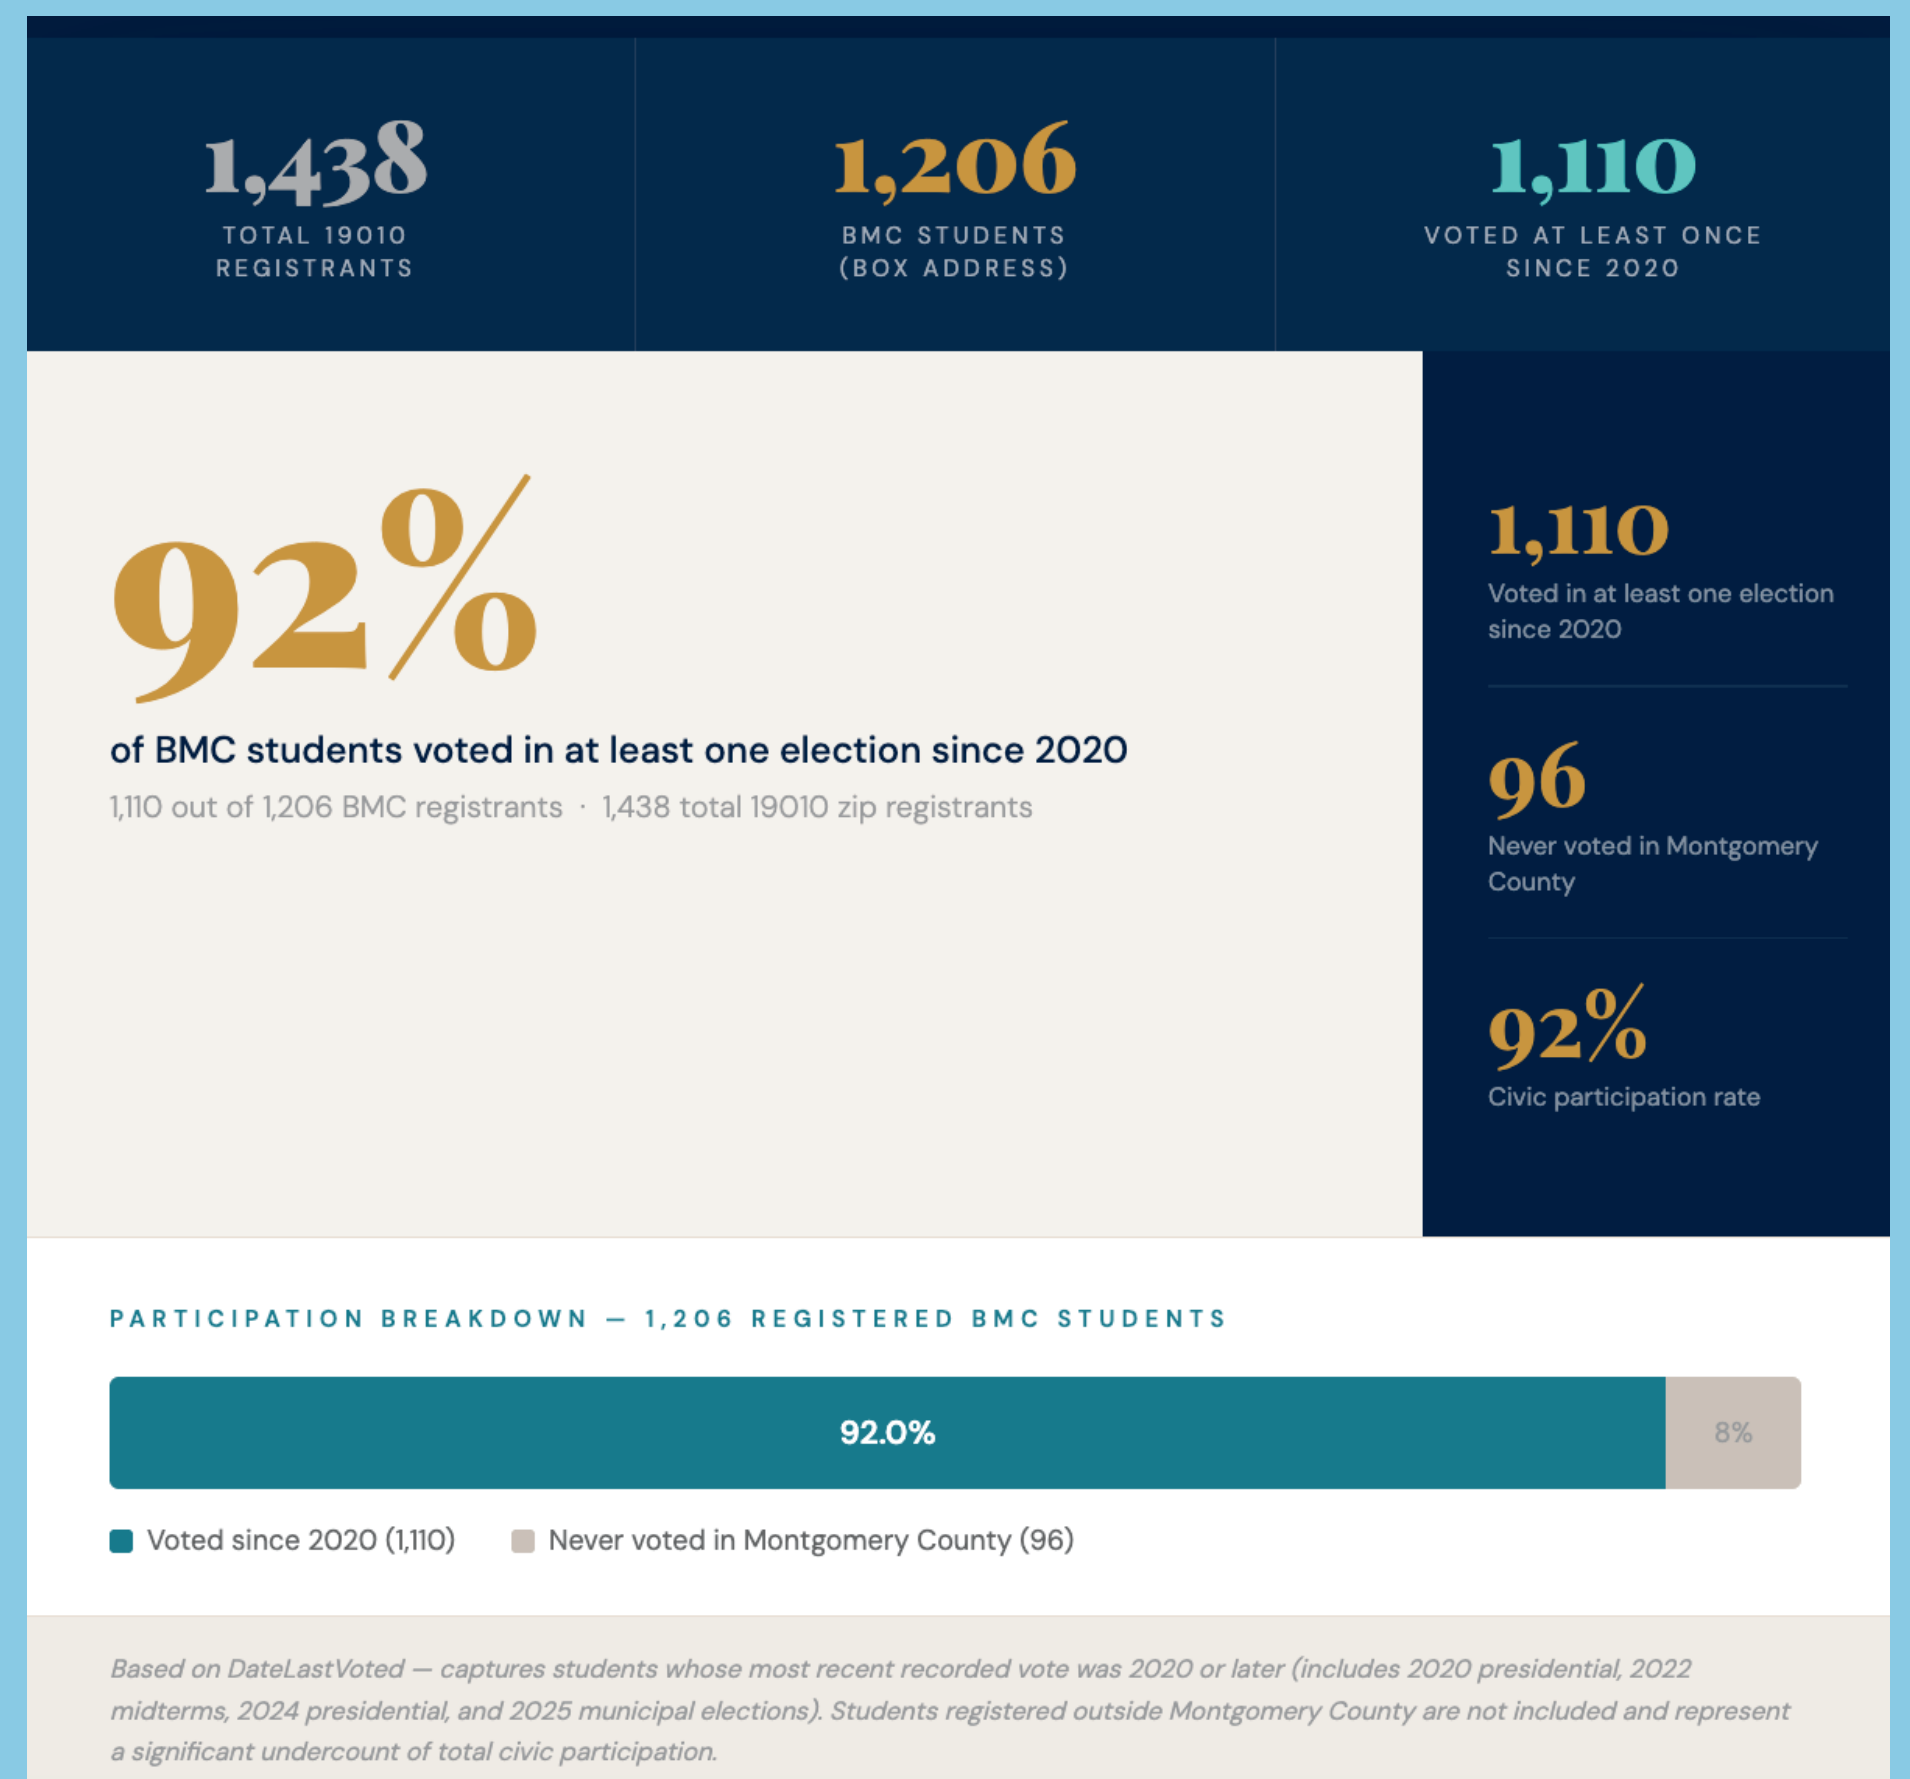 1,438
TOTAL 19010
REGISTRANTS
1,206
BMC STUDENTS
(BOX ADDRESS)
1,110
VOTED AT LEAST ONCE
SINCE 2020
92%
of BMC students voted in at least one election since 2020
1,110 out of 1,206 BMC registrants · 1,438 total 19010 zip registrants
1,110
Voted in at least one election
since 2020
96
Never voted in Montgomery
County
92%
Civic participation rate
PARTICIPATION BREAKDOWN — 1,206 REGISTERED BMC STUDENTS
92.0%
8%
Voted since 2020 (1,110)
Never voted in Montgomery County (96)
Based on DateLastVoted — captures students whose most recent recorded vote was 2020 or later (includes 2020 presidential, 2022
midterms, 2024 presidential, and 2025 municipal elections). Students registered outside Montgomery County are not included and represent
a significant undercount of total civic participation.